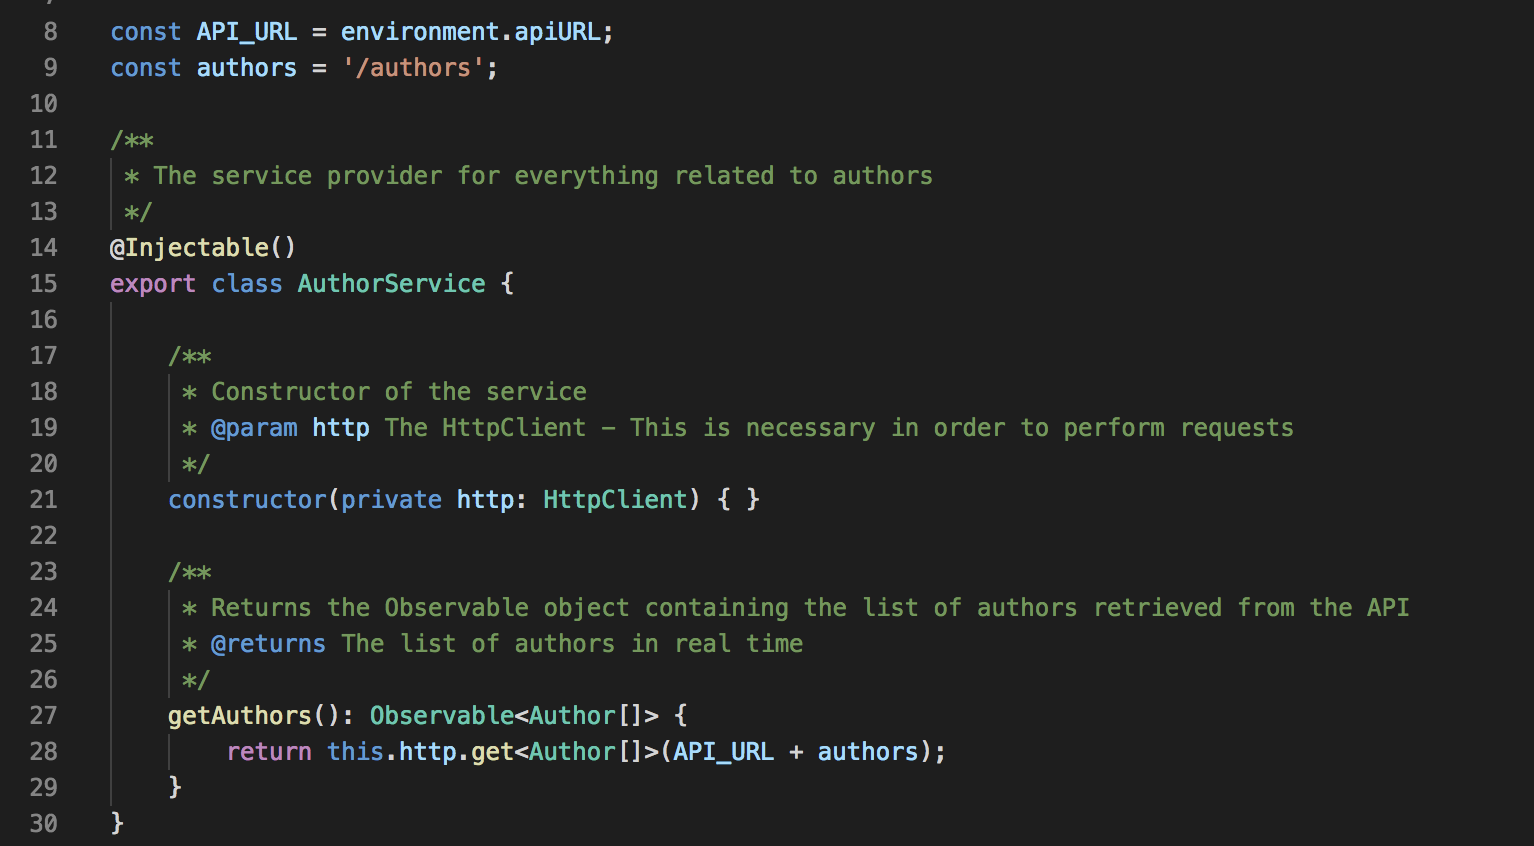 8 const API_URL = environment.apiURL;
9 const authors = '/authors';
10
11 /**
12 * The service provider for everything related to authors
13 */
14 @Injectable()
15 export class AuthorService {
16
17 /**
18 * Constructor of the service
19 * @param http The HttpClient – This is necessary in order to perform requests
20 */
21 constructor(private http: HttpClient) { }
22
23 /**
24 * Returns the Observable object containing the list of authors retrieved from the API
25 * @returns The list of authors in real time
26 */
27 getAuthors(): Observable<Author[]> {
28 return this.http.get<Author[]>(API_URL + authors);
29 }
30 }